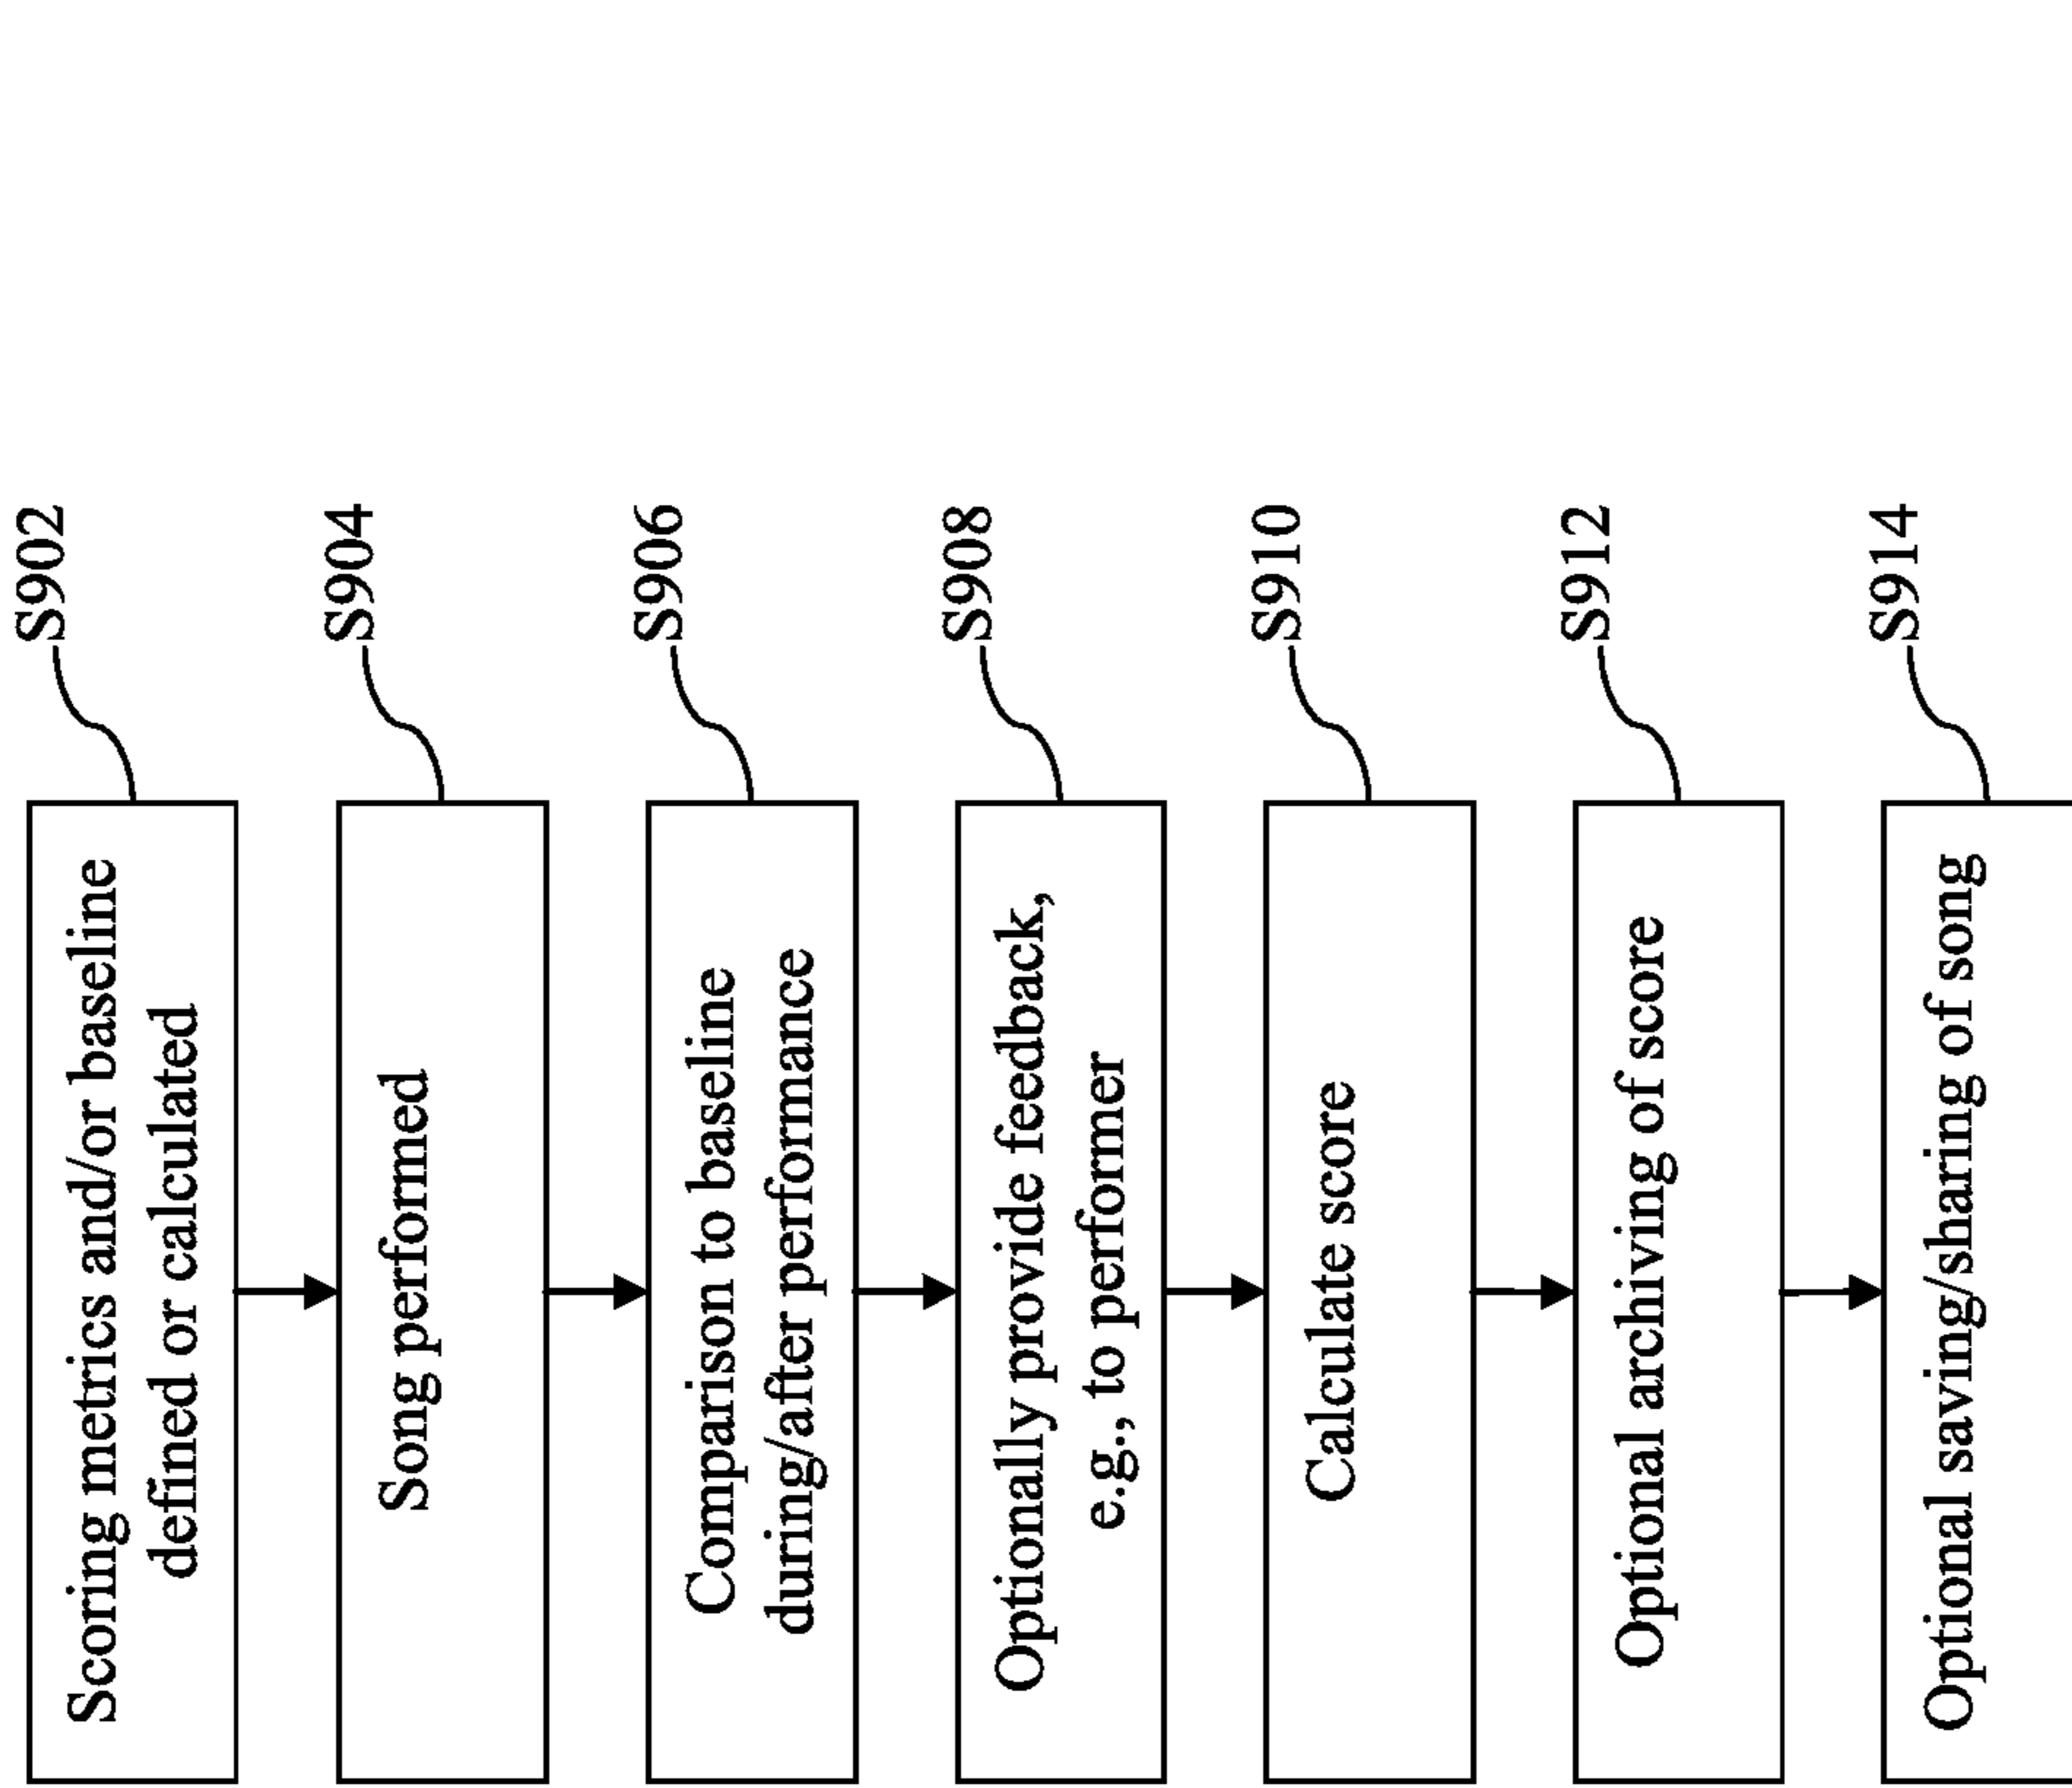 S902
Scoring metrics and/or baseline
defined or calculated
S904
Song performed
S906
Comparison to baseline
during/after performance
S908
Optionally provide feedback,
e.g., to performer
S910
Calculate score
S912
Optional archiving of score
S914
Optional saving/sharing of song